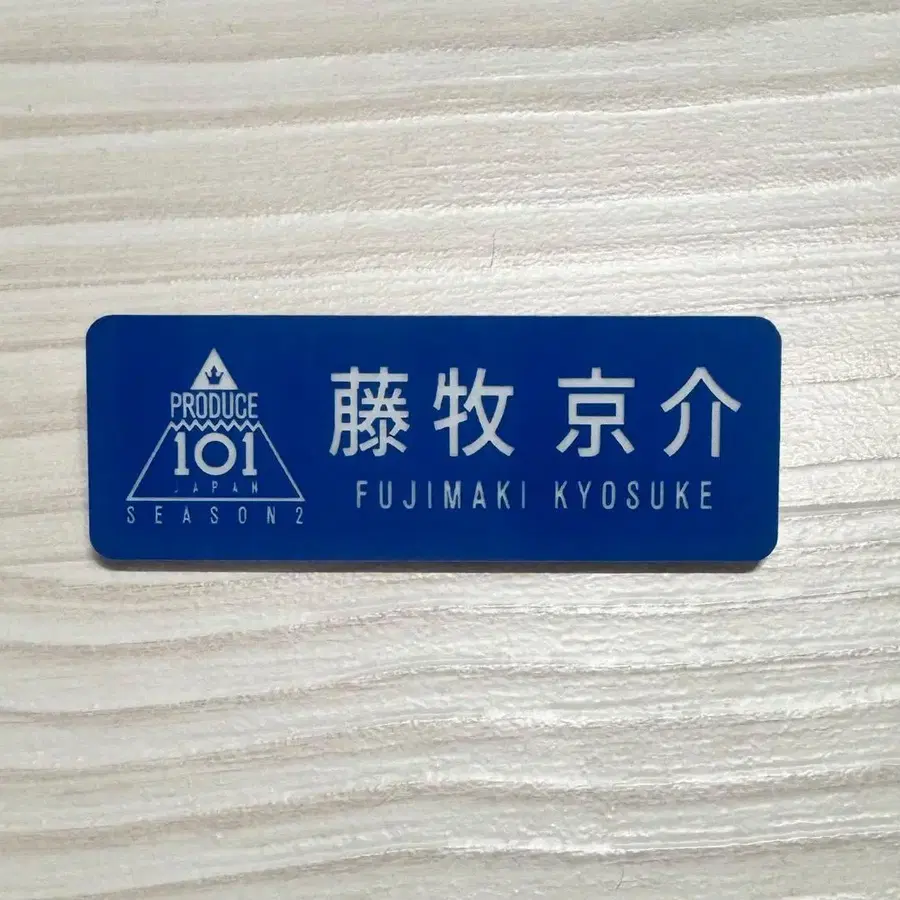 PRODUCE
101
JAPAN
SEASON2
藤牧 京介
FUJIMAKI KYOSUKE